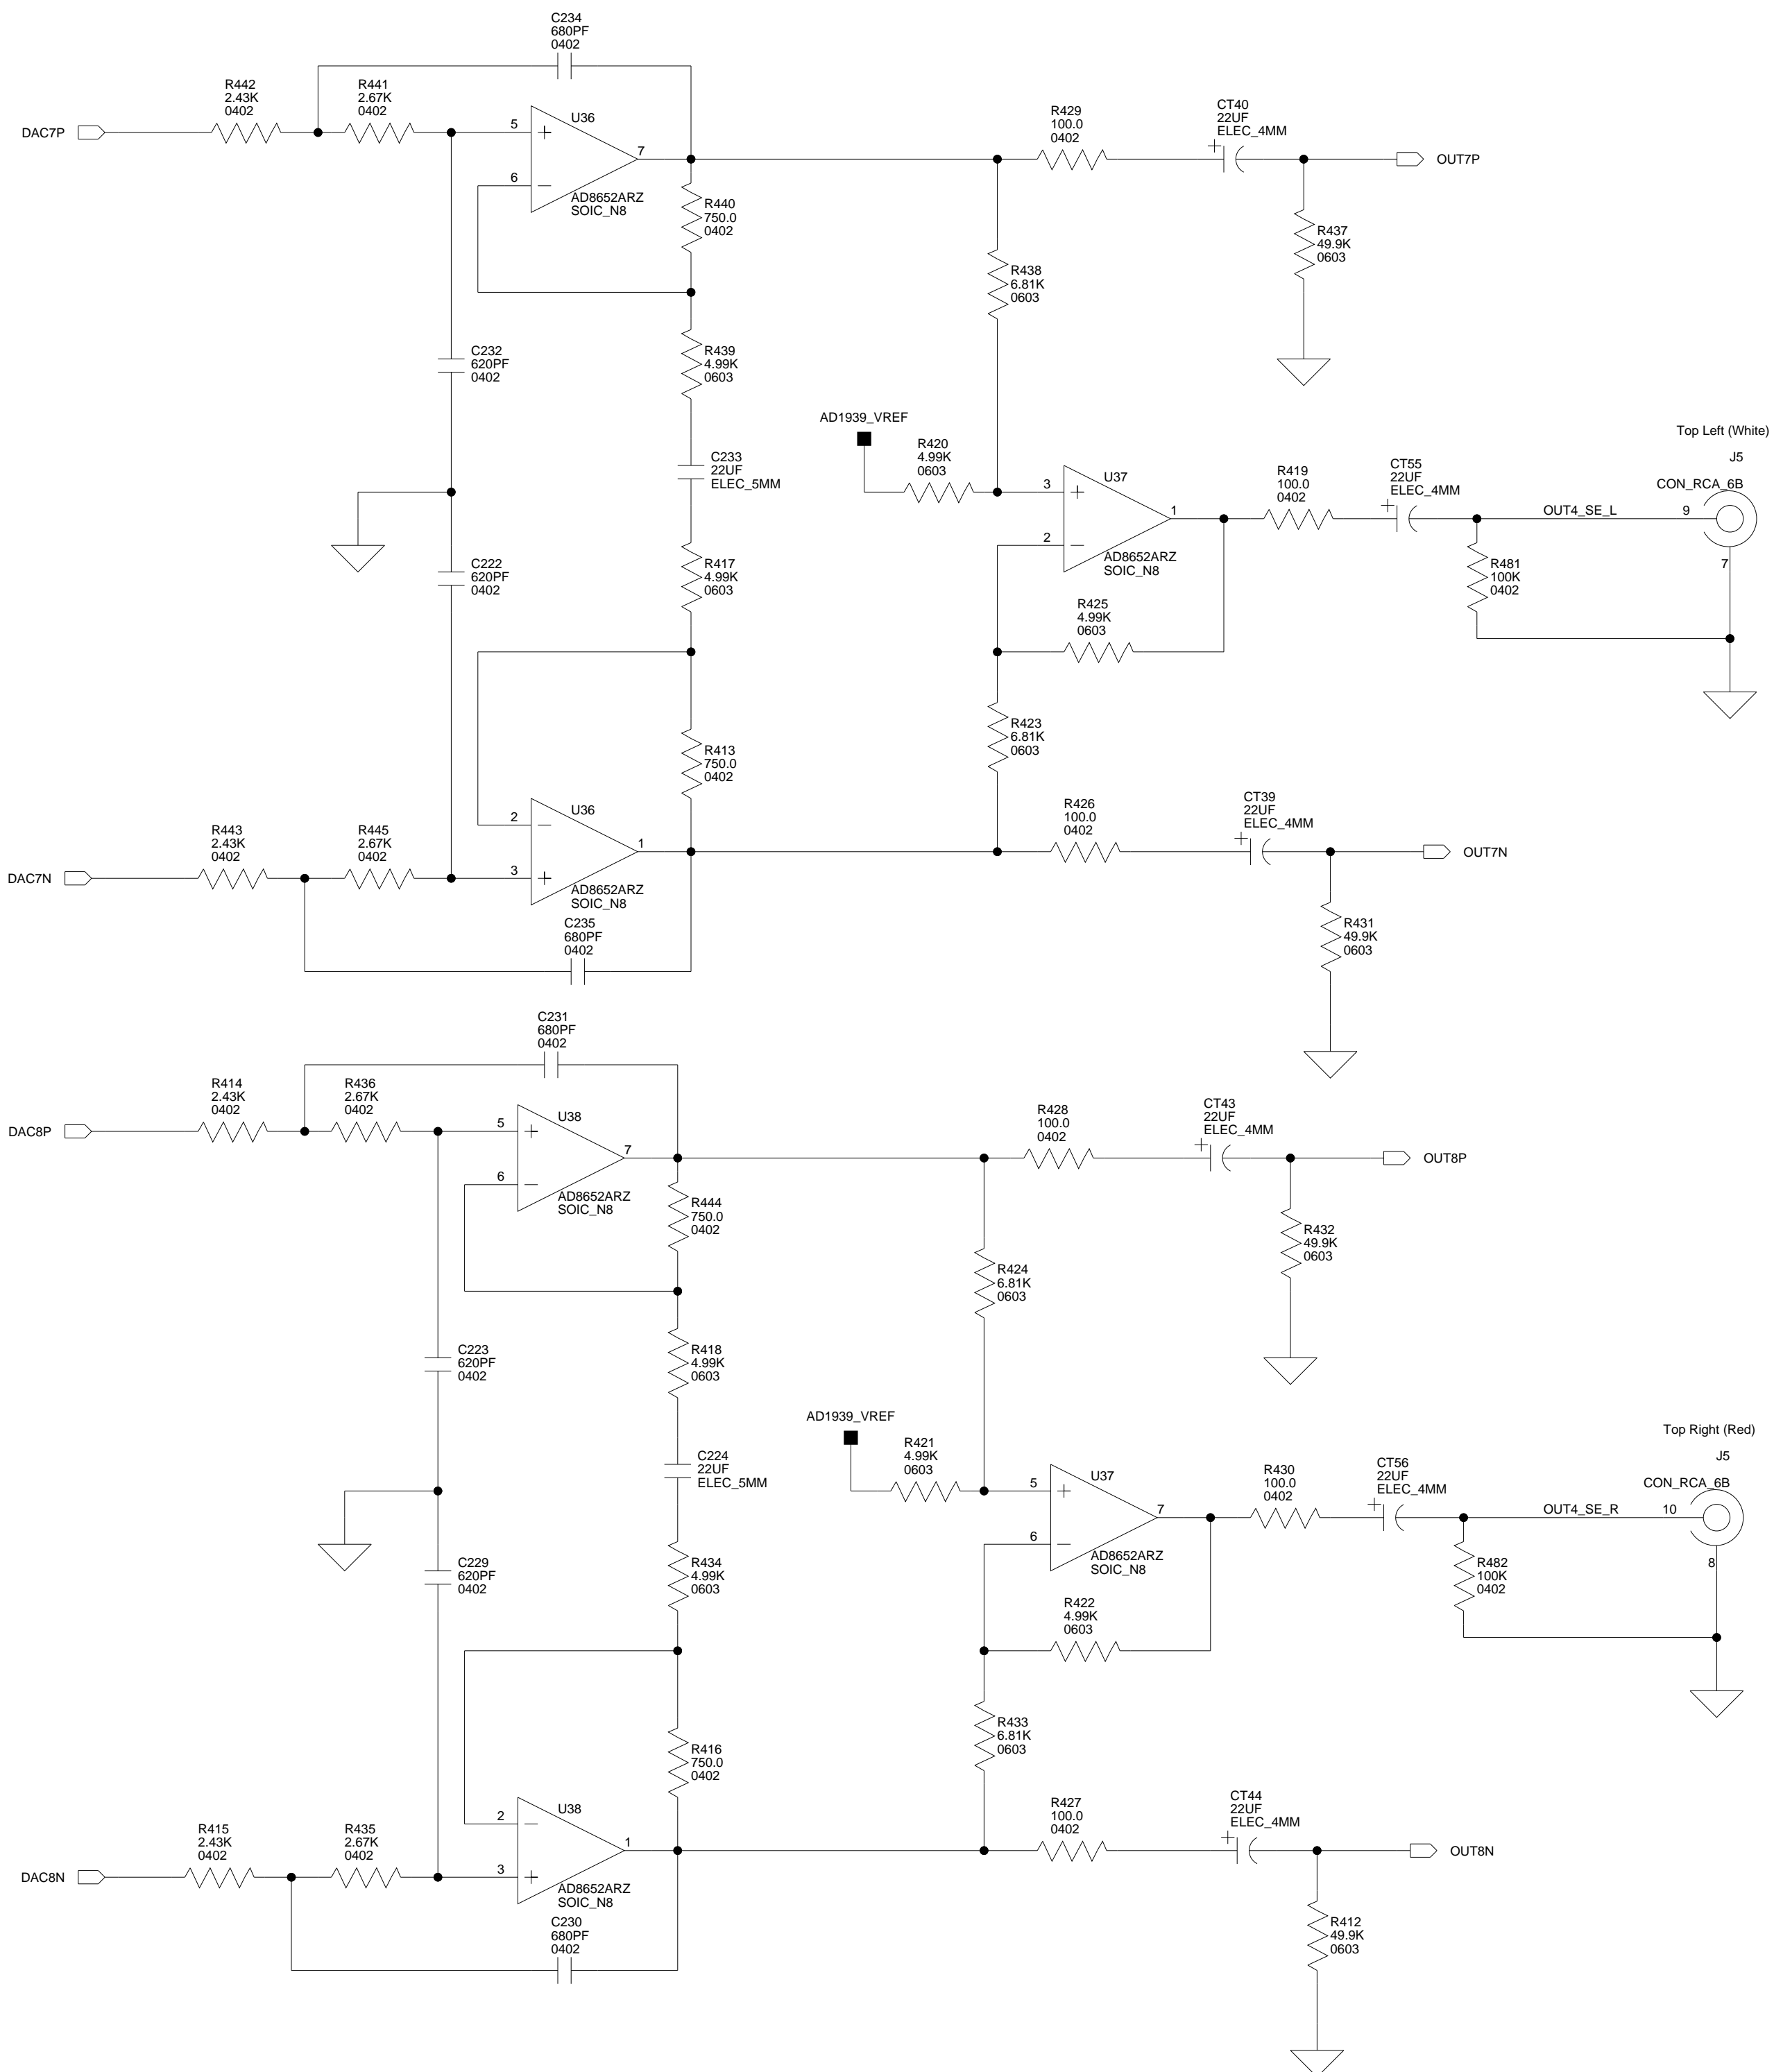 C234
680PF
0402
R442
2.43K
0402
R441
2.67K
0402
DAC7P
5
6
7
U36
AD8652ARZ
SOIC_N8
R440
750.0
0402
R429
100.0
0402
CT40
22UF
ELEC_4MM
OUT7P
R437
49.9K
0603
R438
6.81K
0603
R439
4.99K
0603
C232
620PF
0402
C233
22UF
ELEC_5MM
AD1939_VREF
R420
4.99K
0603
3
2
1
U37
AD8652ARZ
SOIC_N8
R419
100.0
0402
CT55
22UF
ELEC_4MM
OUT4_SE_L
Top Left (White)
J5
CON_RCA_6B
9
7
R481
100K
0402
C222
620PF
0402
R417
4.99K
0603
R425
4.99K
0603
R423
6.81K
0603
R413
750.0
0402
DAC7N
R443
2.43K
0402
R445
2.67K
0402
2
3
1
U36
AD8652ARZ
SOIC_N8
C235
680PF
0402
R426
100.0
0402
CT39
22UF
ELEC_4MM
OUT7N
R431
49.9K
0603
C231
680PF
0402
R414
2.43K
0402
R436
2.67K
0402
DAC8P
5
6
7
U38
AD8652ARZ
SOIC_N8
R444
750.0
0402
R428
100.0
0402
CT43
22UF
ELEC_4MM
OUT8P
R432
49.9K
0603
R424
6.81K
0603
R418
4.99K
0603
C223
620PF
0402
C224
22UF
ELEC_5MM
AD1939_VREF
R421
4.99K
0603
5
6
7
U37
AD8652ARZ
SOIC_N8
R430
100.0
0402
CT56
22UF
ELEC_4MM
OUT4_SE_R
Top Right (Red)
J5
CON_RCA_6B
10
8
R482
100K
0402
C229
620PF
0402
R434
4.99K
0603
R422
4.99K
0603
R433
6.81K
0603
R416
750.0
0402
DAC8N
R415
2.43K
0402
R435
2.67K
0402
2
3
1
U38
AD8652ARZ
SOIC_N8
C230
680PF
0402
R427
100.0
0402
CT44
22UF
ELEC_4MM
OUT8N
R412
49.9K
0603